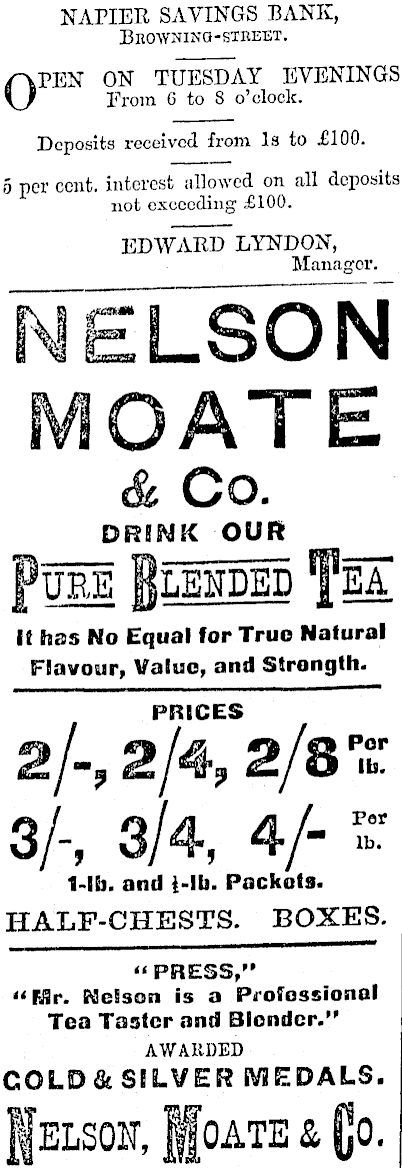 NAPIER SAVINGS BANK,
BROWNING-STREET.
OPEN ON TUESDAY EVENINGS
From 6 to 8 o'clock.
Deposits received from 1s to £100.
5 per cent. interest allowed on all deposits
not exceeding £100.
EDWARD LYNDON,
Manager.
NELSON
MOATE
& Co.
DRINK OUR
PURE BLENDED TEA
It has No Equal for True Natural
Flavour, Value, and Strength.
PRICES
2/-, 2/4, 2/8 Per lb.
3/-, 3/4, 4/- Per lb.
1-lb. and ½-lb. Packets.
HALF-CHESTS. BOXES.
"PRESS,"
"Mr. Nelson is a Professional
Tea Taster and Blender."
AWARDED
GOLD & SILVER MEDALS.
NELSON, MOATE & Co.